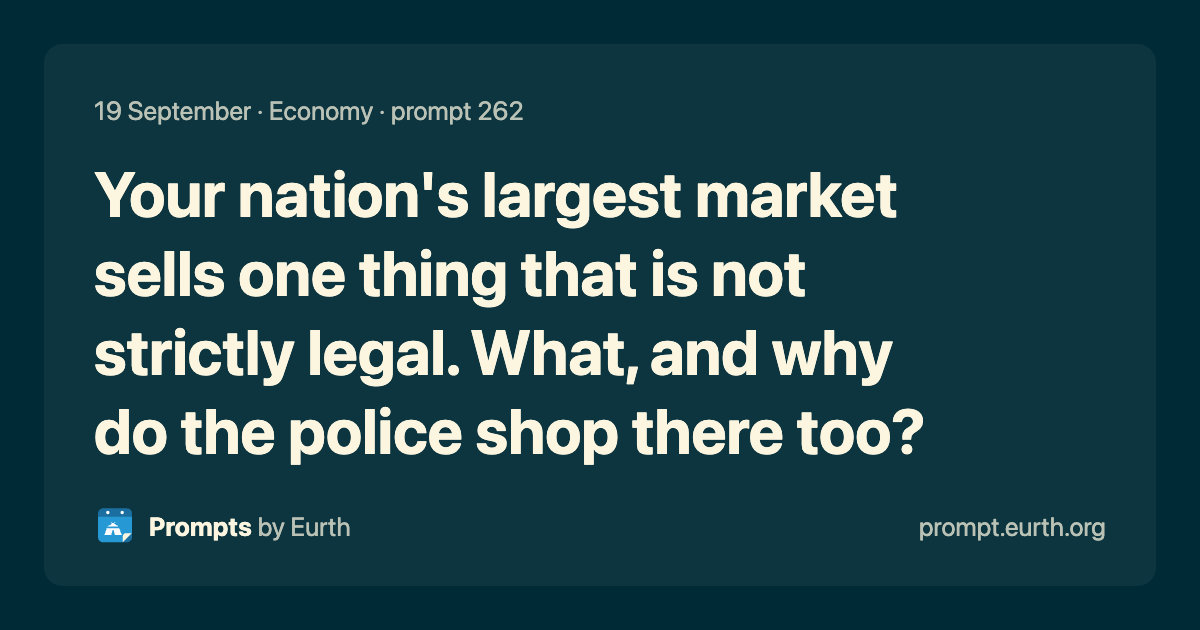 19 September · Economy · prompt 262
Your nation's largest market
sells one thing that is not
strictly legal. What, and why
do the police shop there too?
Prompts by Eurth
prompt.eurth.org